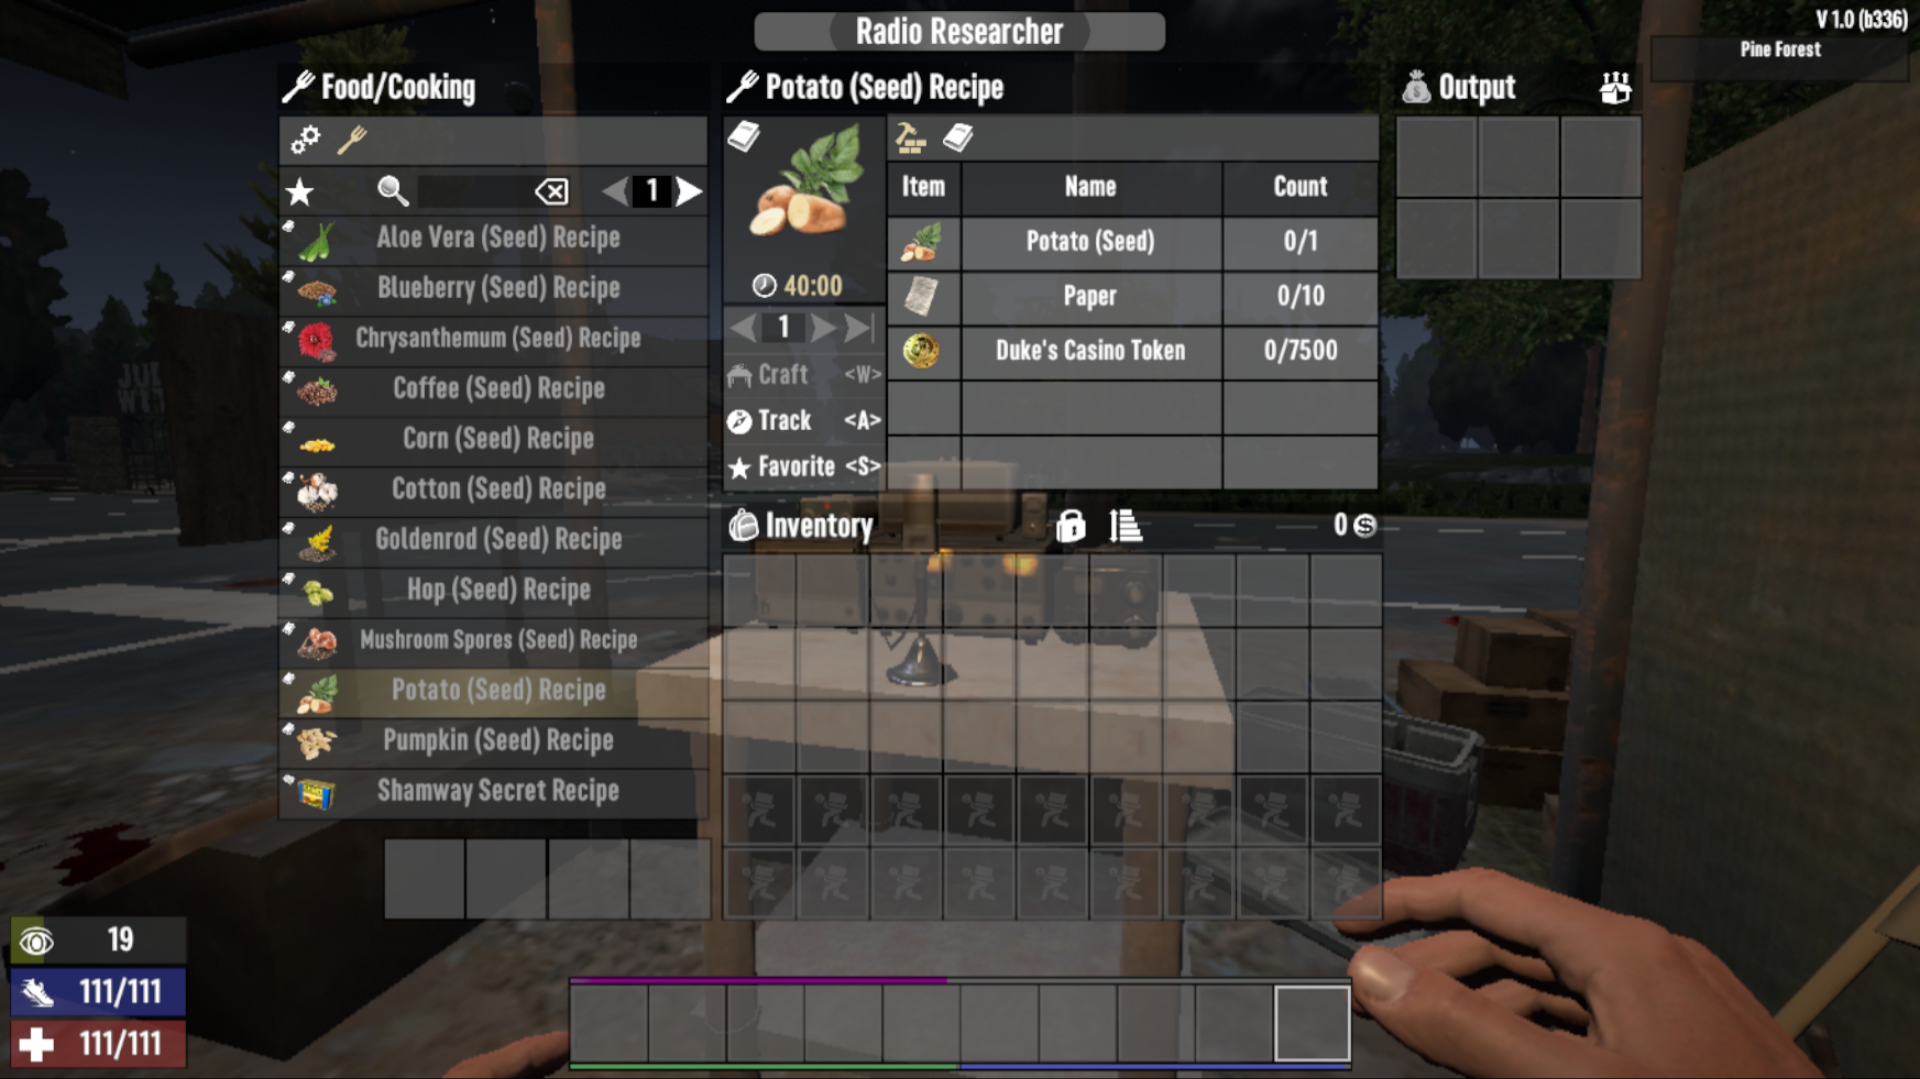 Radio Researcher
V 1.0 (b336)
Pine Forest
Food/Cooking
1
Aloe Vera (Seed) Recipe
Blueberry (Seed) Recipe
Chrysanthemum (Seed) Recipe
Coffee (Seed) Recipe
Corn (Seed) Recipe
Cotton (Seed) Recipe
Goldenrod (Seed) Recipe
Hop (Seed) Recipe
Mushroom Spores (Seed) Recipe
Potato (Seed) Recipe
Pumpkin (Seed) Recipe
Shamway Secret Recipe
Potato (Seed) Recipe
40:00
1
Craft <W>
Track <A>
Favorite <S>
Item Name Count
Potato (Seed) 0/1
Paper 0/10
Duke's Casino Token 0/7500
Output
Inventory
0
19
111/111
111/111